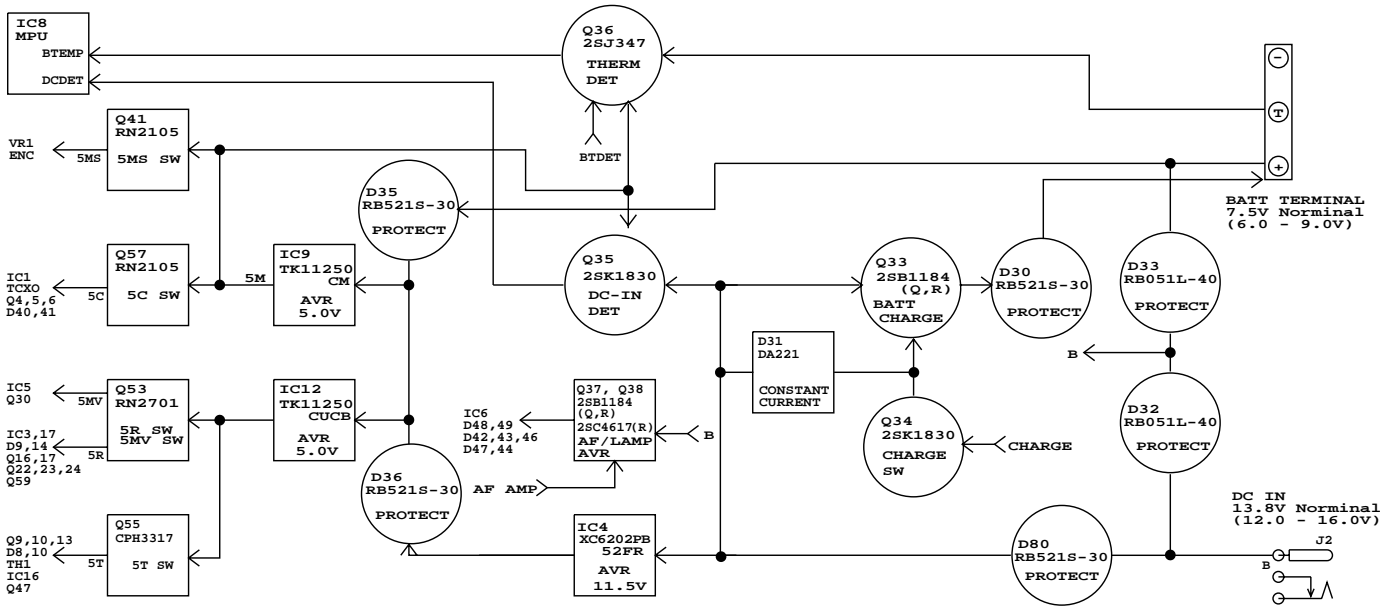 IC8
MPU
BTEMP
DCDET
Q36
2SJ347
THERM
DET
BTDET
-
T
+
BATT TERMINAL
7.5V Norminal
(6.0 - 9.0V)
VR1
ENC
5MS
Q41
RN2105
5MS SW
D35
RB521S-30
PROTECT
IC1
TCXO
Q4,5,6
D40,41
5C
Q57
RN2105
5C SW
5M
IC9
TK11250
CM
AVR
5.0V
Q35
2SK1830
DC-IN
DET
Q33
2SB1184
(Q,R)
BATT
CHARGE
D30
RB521S-30
PROTECT
D33
RB051L-40
PROTECT
B
D31
DA221
CONSTANT
CURRENT
IC5
Q30
5MV
IC3,17
D9,14
Q16,17
Q22,23,24
Q59
5R
Q53
RN2701
5R SW
5MV SW
IC12
TK11250
CUCB
AVR
5.0V
IC6
D48,49
D42,43,46
D47,44
Q37, Q38
2SB1184
(Q,R)
2SC4617(R)
AF/LAMP
AVR
B
AF AMP
Q34
2SK1830
CHARGE
SW
CHARGE
D32
RB051L-40
PROTECT
D36
RB521S-30
PROTECT
Q9,10,13
D8,10
TH1
IC16
Q47
5T
Q55
CPH3317
5T SW
IC4
XC6202PB
52FR
AVR
11.5V
D80
RB521S-30
PROTECT
DC IN
13.8V Norminal
(12.0 - 16.0V)
J2
B